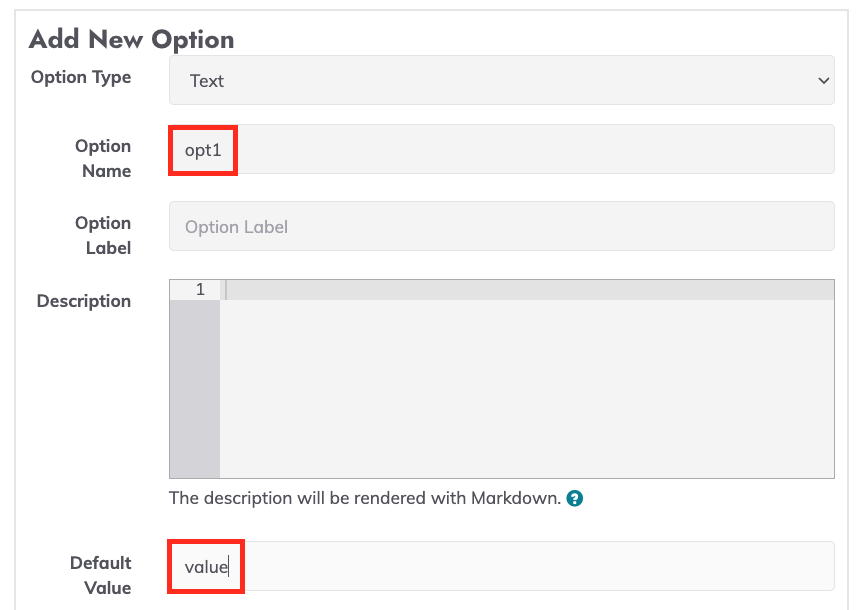 Add New Option
Option Type
Text
Option
Name
opt1
Option
Label
Option Label
Description
1
The description will be rendered with Markdown. ?
Default
Value
value